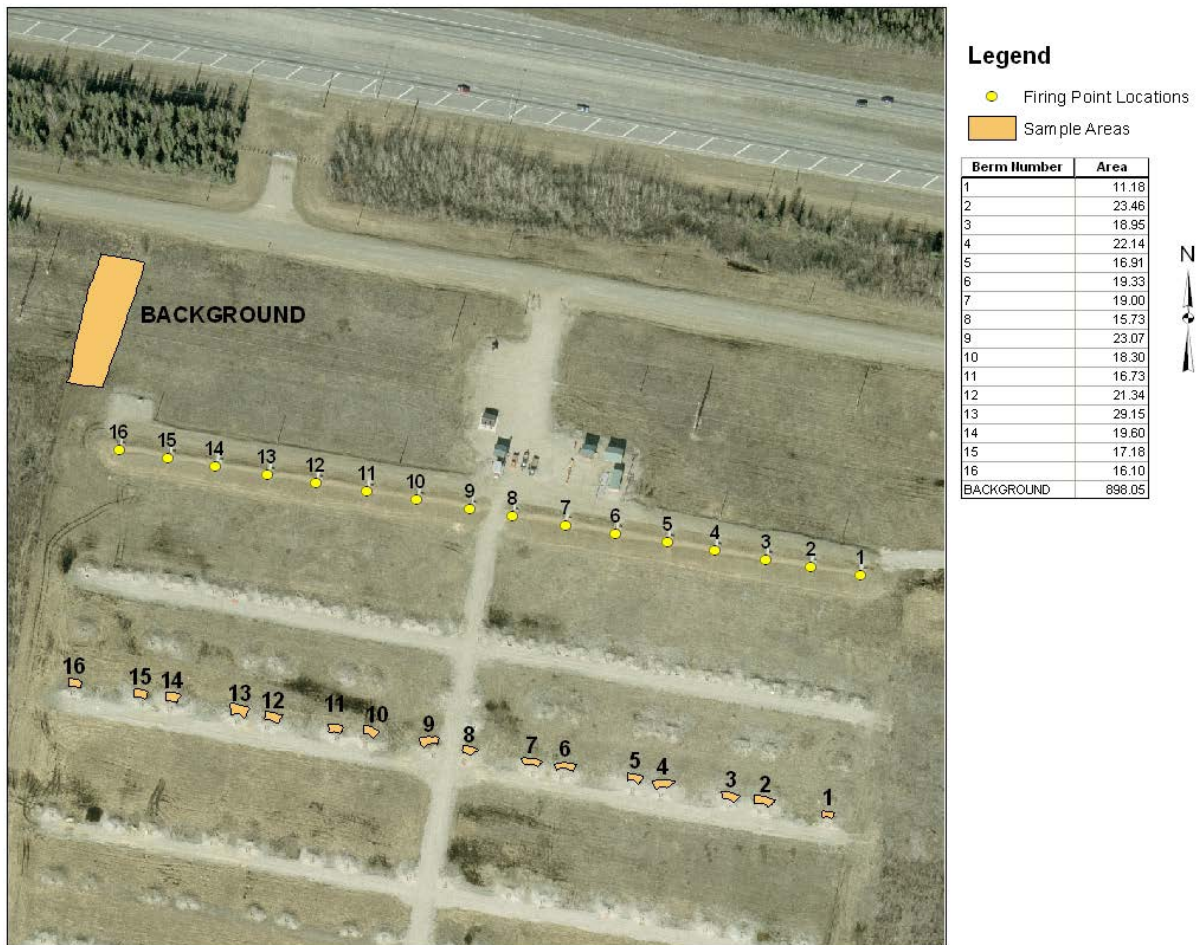 Legend
Firing Point Locations
Sample Areas
Berm Number Area
1 11.18
2 23.46
3 18.95
4 22.14
5 16.91
6 19.33
7 19.00
8 15.73
9 23.07
10 18.30
11 16.73
12 21.34
13 29.15
14 19.60
15 17.18
16 16.10
BACKGROUND 898.05
N
BACKGROUND
16 15 14 13 12 11 10 9 8 7 6 5 4 3 2 1
16 15 14 13 12 11 10 9 8 7 6 5 4 3 2 1